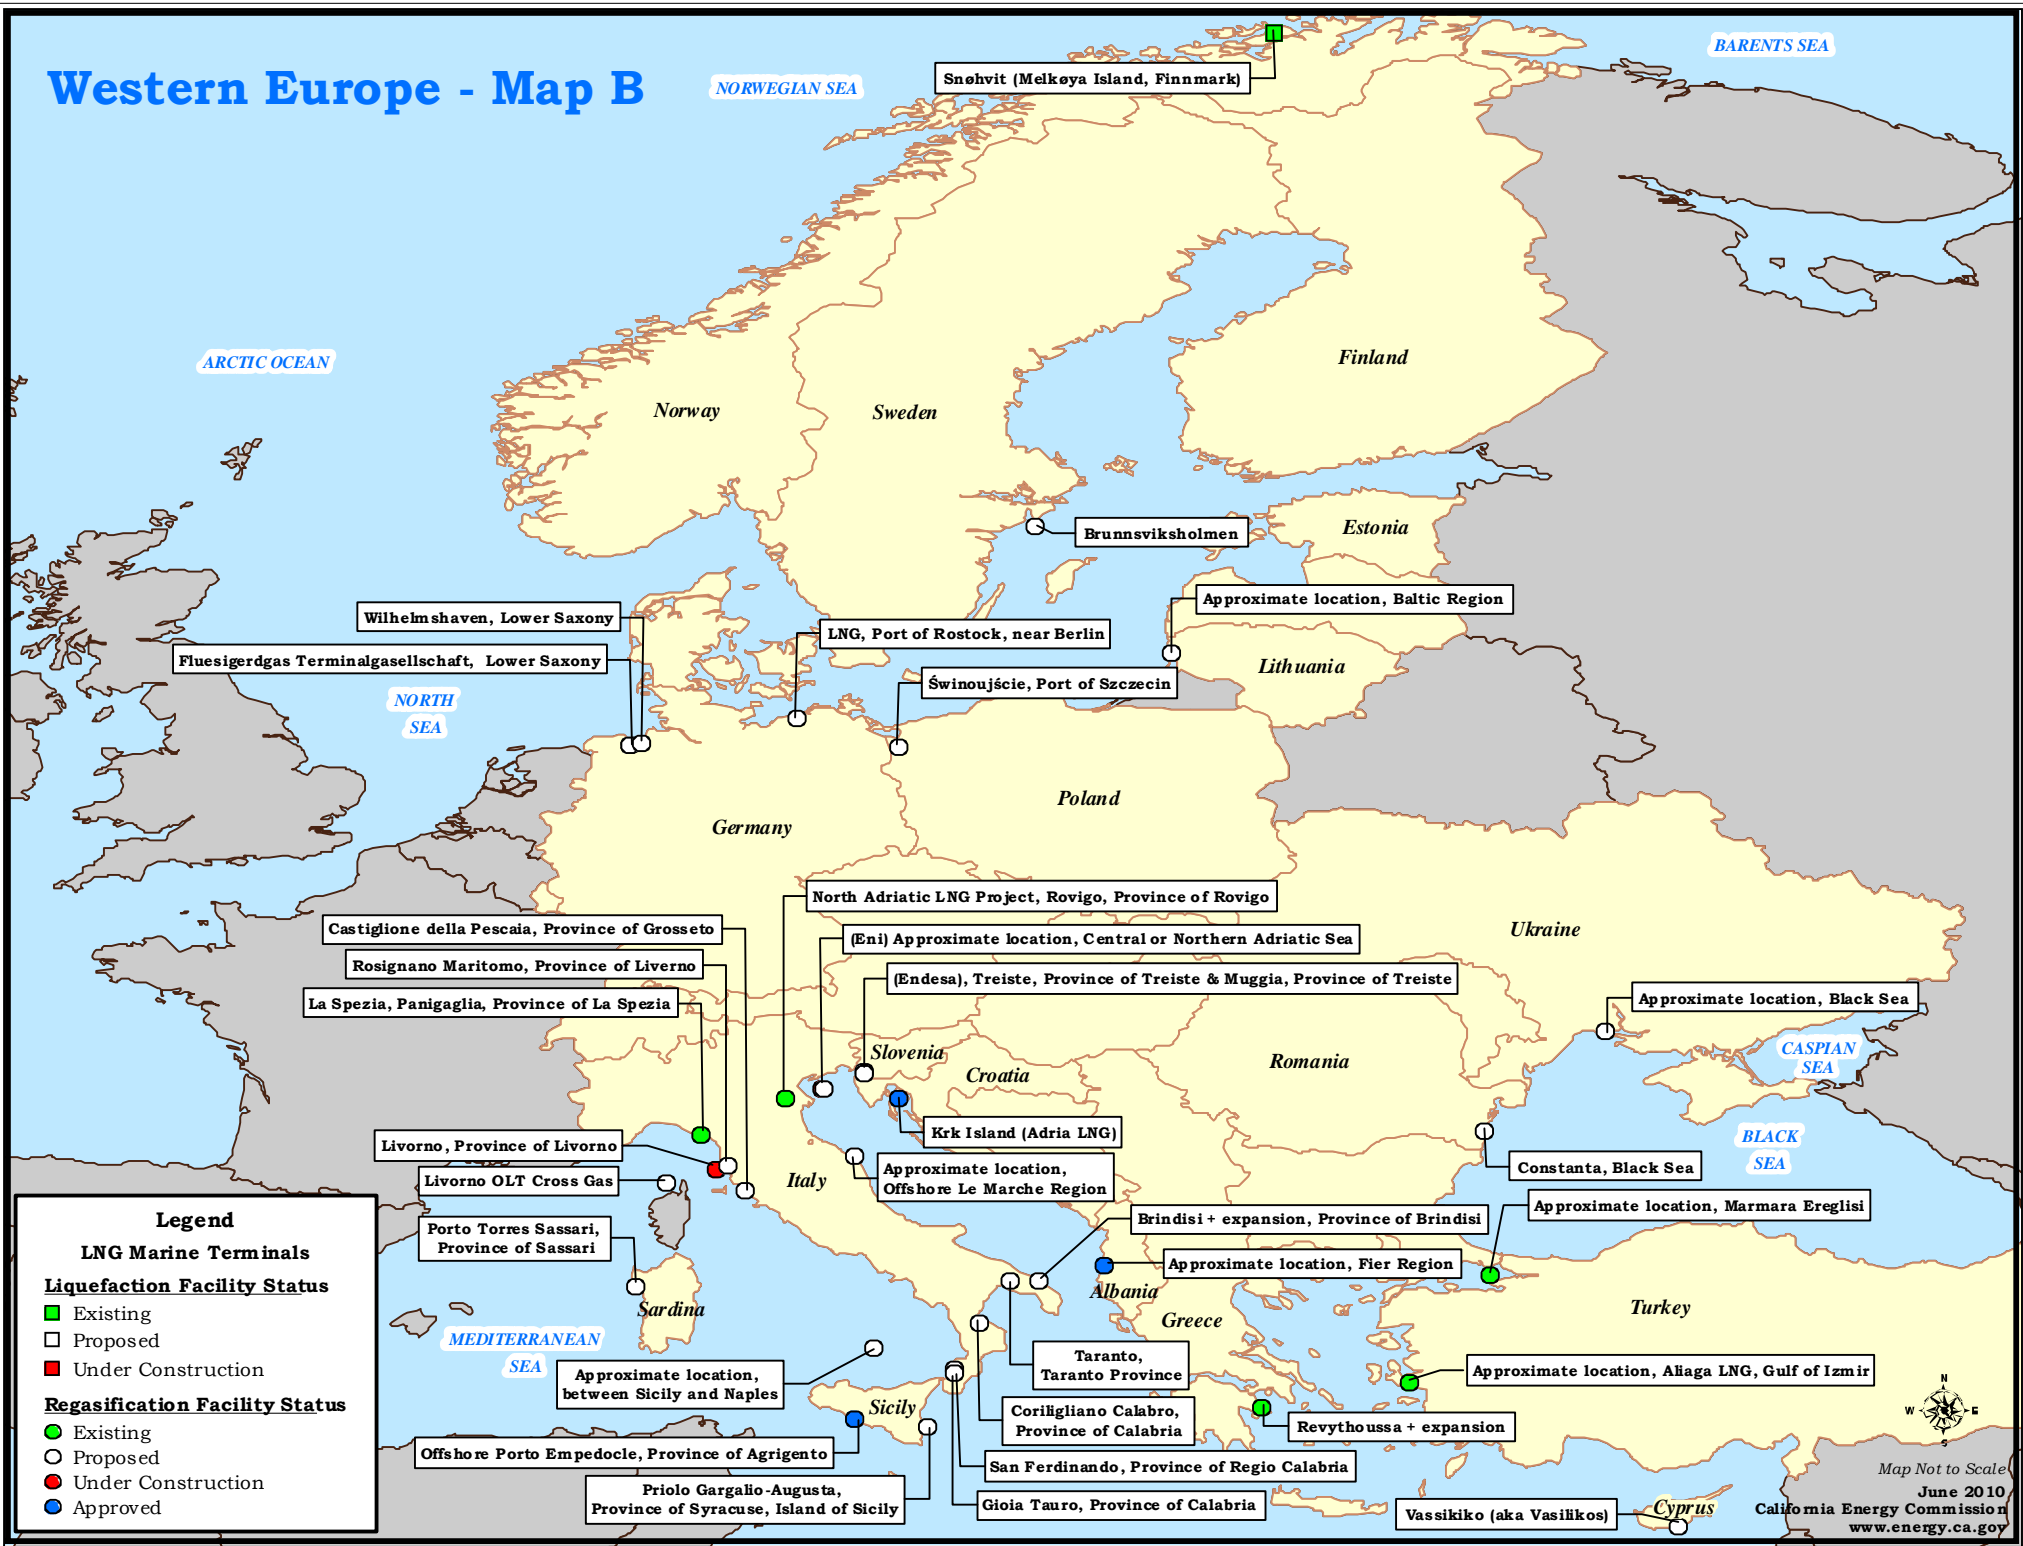 Western Europe - Map B
NORWEGIAN SEA
BARENTS SEA
Snøhvit (Melkøya Island, Finnmark)
ARCTIC OCEAN
Finland
Norway
Sweden
Brunnsviksholmen
Estonia
Approximate location, Baltic Region
Wilhelmshaven, Lower Saxony
LNG, Port of Rostock, near Berlin
Fluesigerdgas Terminalgasellschaft, Lower Saxony
Lithuania
Świnoujście, Port of Szczecin
NORTH
SEA
Poland
Germany
North Adriatic LNG Project, Rovigo, Province of Rovigo
Castiglione della Pescaia, Province of Grosseto
Ukraine
(Eni) Approximate location, Central or Northern Adriatic Sea
Rosignano Maritomo, Province of Liverno
(Endesa), Treiste, Province of Treiste & Muggia, Province of Treiste
La Spezia, Panigaglia, Province of La Spezia
Approximate location, Black Sea
Slovenia
CASPIAN
SEA
Romania
Croatia
Krk Island (Adria LNG)
BLACK
SEA
Livorno, Province of Livorno
Constanta, Black Sea
Approximate location,
Offshore Le Marche Region
Italy
Livorno OLT Cross Gas
Approximate location, Marmara Ereglisi
Brindisi + expansion, Province of Brindisi
Porto Torres Sassari,
Province of Sassari
Approximate location, Fier Region
Albania
Sardina
Turkey
Greece
MEDITERRANEAN
SEA
Taranto,
Taranto Province
Approximate location, Aliaga LNG, Gulf of Izmir
Approximate location,
between Sicily and Naples
Sicily
Coriligliano Calabro,
Province of Calabria
Revythoussa + expansion
Offshore Porto Empedocle, Province of Agrigento
San Ferdinando, Province of Regio Calabria
Priolo Gargalio-Augusta,
Province of Syracuse, Island of Sicily
Gioia Tauro, Province of Calabria
Vassikiko (aka Vasilikos)
Cyprus
Legend
LNG Marine Terminals
Liquefaction Facility Status
Existing
Proposed
Under Construction
Regasification Facility Status
Existing
Proposed
Under Construction
Approved
N
W
E
S
Map Not to Scale
June 2010
California Energy Commission
www.energy.ca.gov